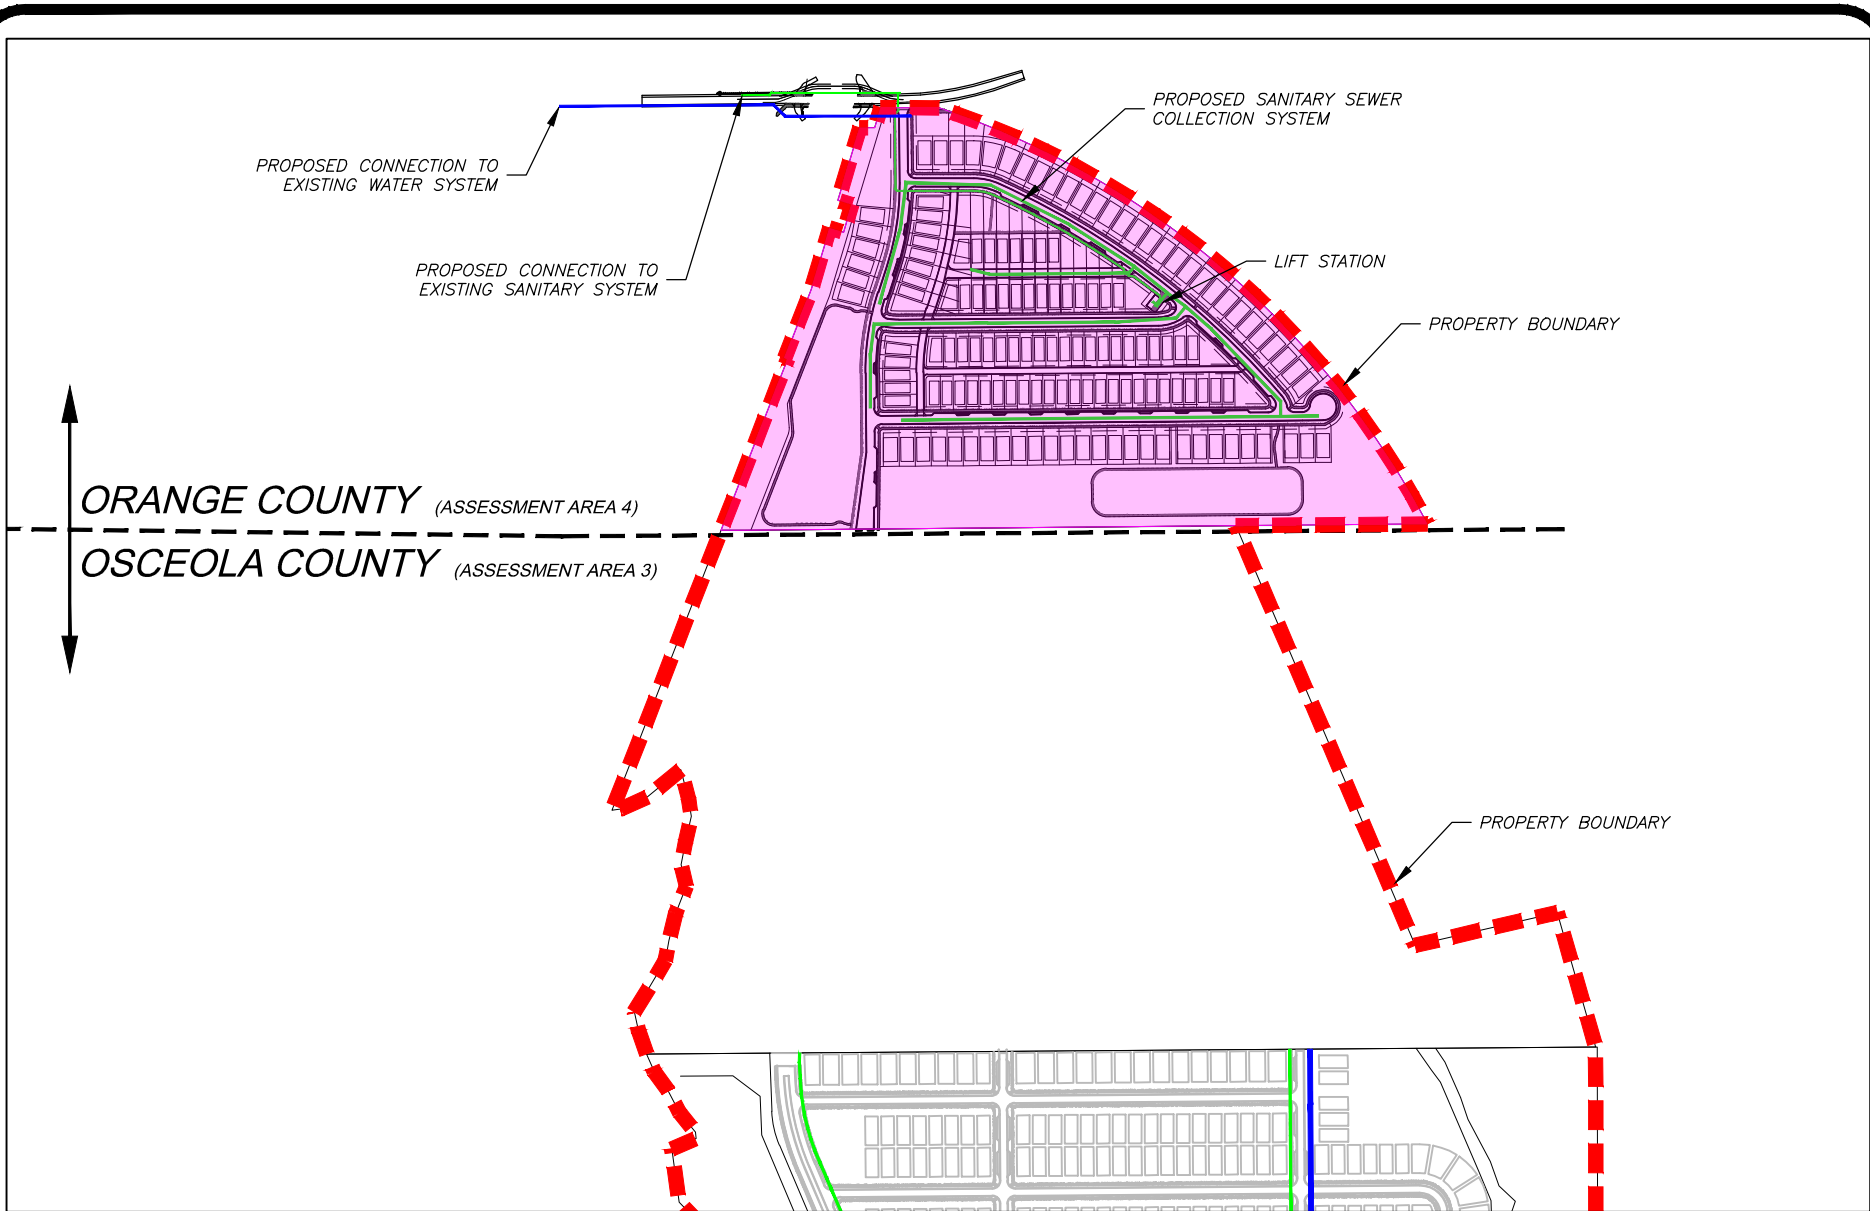 PROPOSED SANITARY SEWER
COLLECTION SYSTEM
PROPOSED CONNECTION TO
EXISTING WATER SYSTEM
PROPOSED CONNECTION TO
EXISTING SANITARY SYSTEM
LIFT STATION
PROPERTY BOUNDARY
ORANGE COUNTY (ASSESSMENT AREA 4)
OSCEOLA COUNTY (ASSESSMENT AREA 3)
PROPERTY BOUNDARY